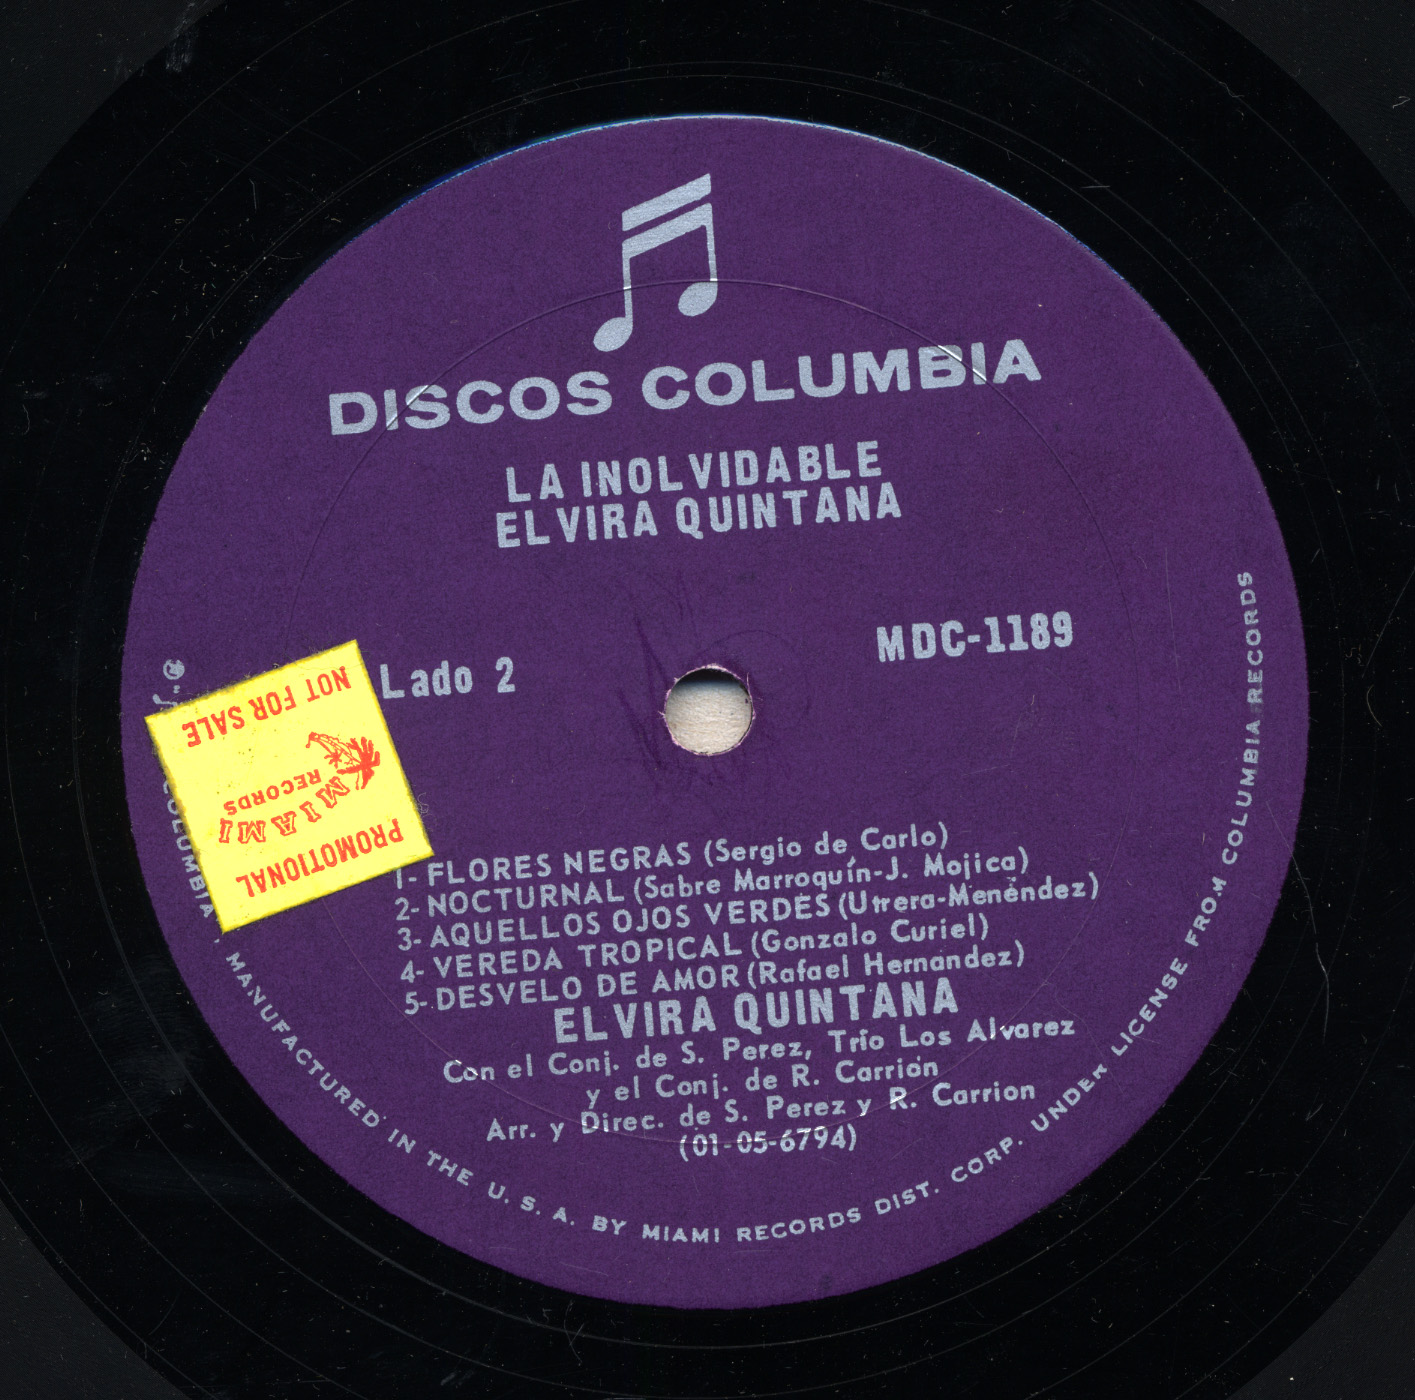 DISCOS COLUMBIA
LA INOLVIDABLE
ELVIRA QUINTANA
MDC-1189
Lado 2
NOT FOR SALE
MIAMI
RECORDS
PROMOTIONAL
1- FLORES NEGRAS (Sergio de Carlo)
2- NOCTURNAL (Sabre Marroquín-J. Mojica)
3- AQUELLOS OJOS VERDES (Utrera-Menéndez)
4- VEREDA TROPICAL (Gonzalo Curiel)
5- DESVELO DE AMOR (Rafael Hernandez)
ELVIRA QUINTANA
Con el Conj. de S. Perez, Trio Los Alvarez
y el Conj. de R. Carrión
Arr. y Direc. de S. Perez y R. Carrion
(01-05-6794)
MANUFACTURED IN THE U. S. A. BY MIAMI RECORDS DIST. CORP. UNDER LICENSE FROM COLUMBIA RECORDS